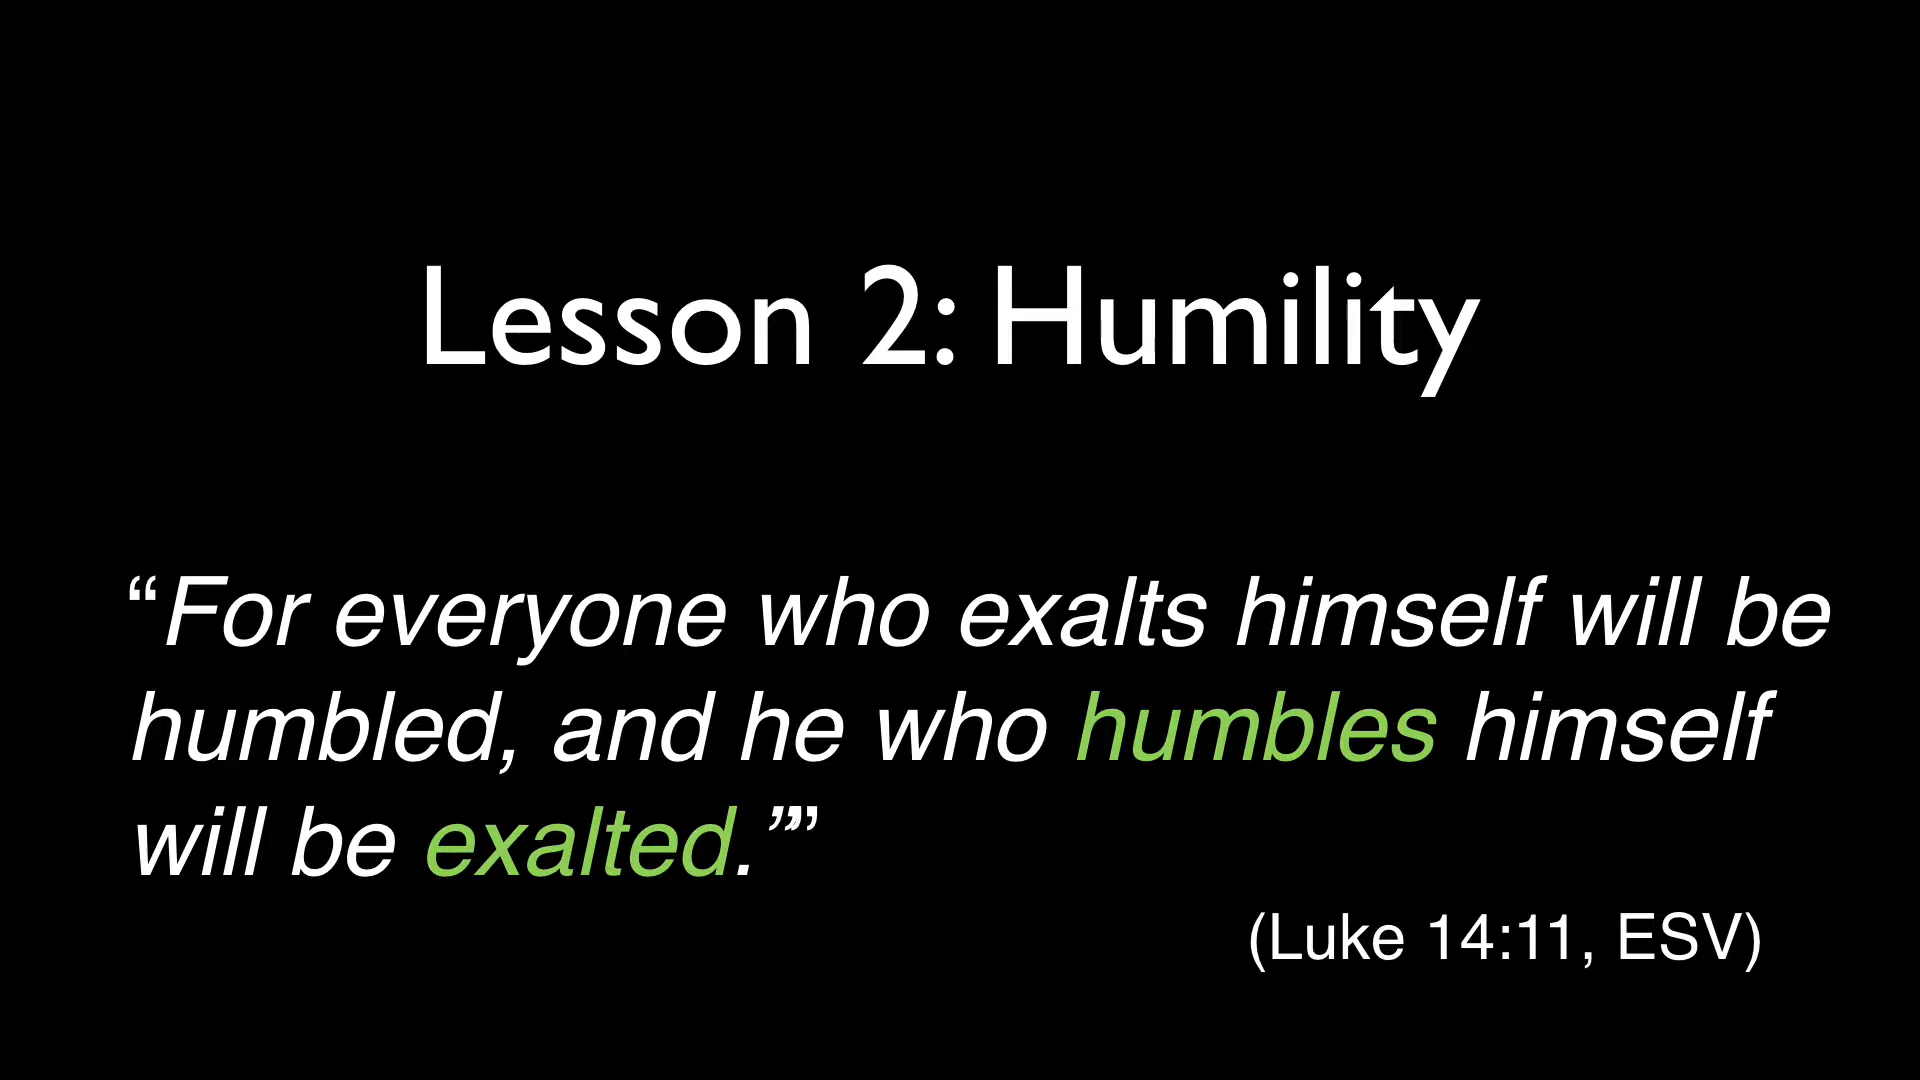 Lesson 2: Humility
“For everyone who exalts himself will be
humbled, and he who humbles himself
will be exalted.””
(Luke 14:11, ESV)